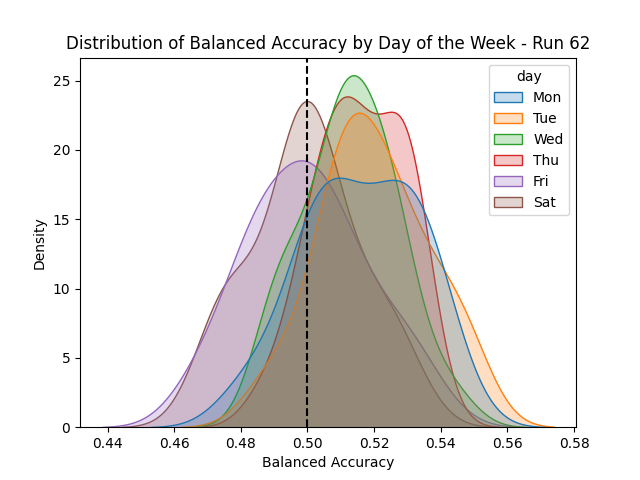 Distribution of Balanced Accuracy by Day of the Week - Run 62
day
Mon
Tue
Wed
Thu
Fri
Sat
25
20
15
10
5
0
Density
0.44 0.46 0.48 0.50 0.52 0.54 0.56 0.58
Balanced Accuracy